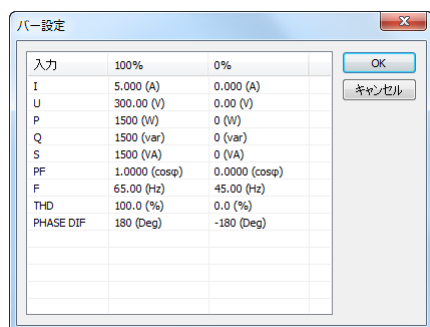 バー設定
入力 100% 0% OK
I 5.000 (A) 0.000 (A) キャンセル
U 300.00 (V) 0.00 (V)
P 1500 (W) 0 (W)
Q 1500 (var) 0 (var)
S 1500 (VA) 0 (VA)
PF 1.0000 (cosφ) 0.0000 (cosφ)
F 65.00 (Hz) 45.00 (Hz)
THD 100.0 (%) 0.0 (%)
PHASE DIF 180 (Deg) -180 (Deg)